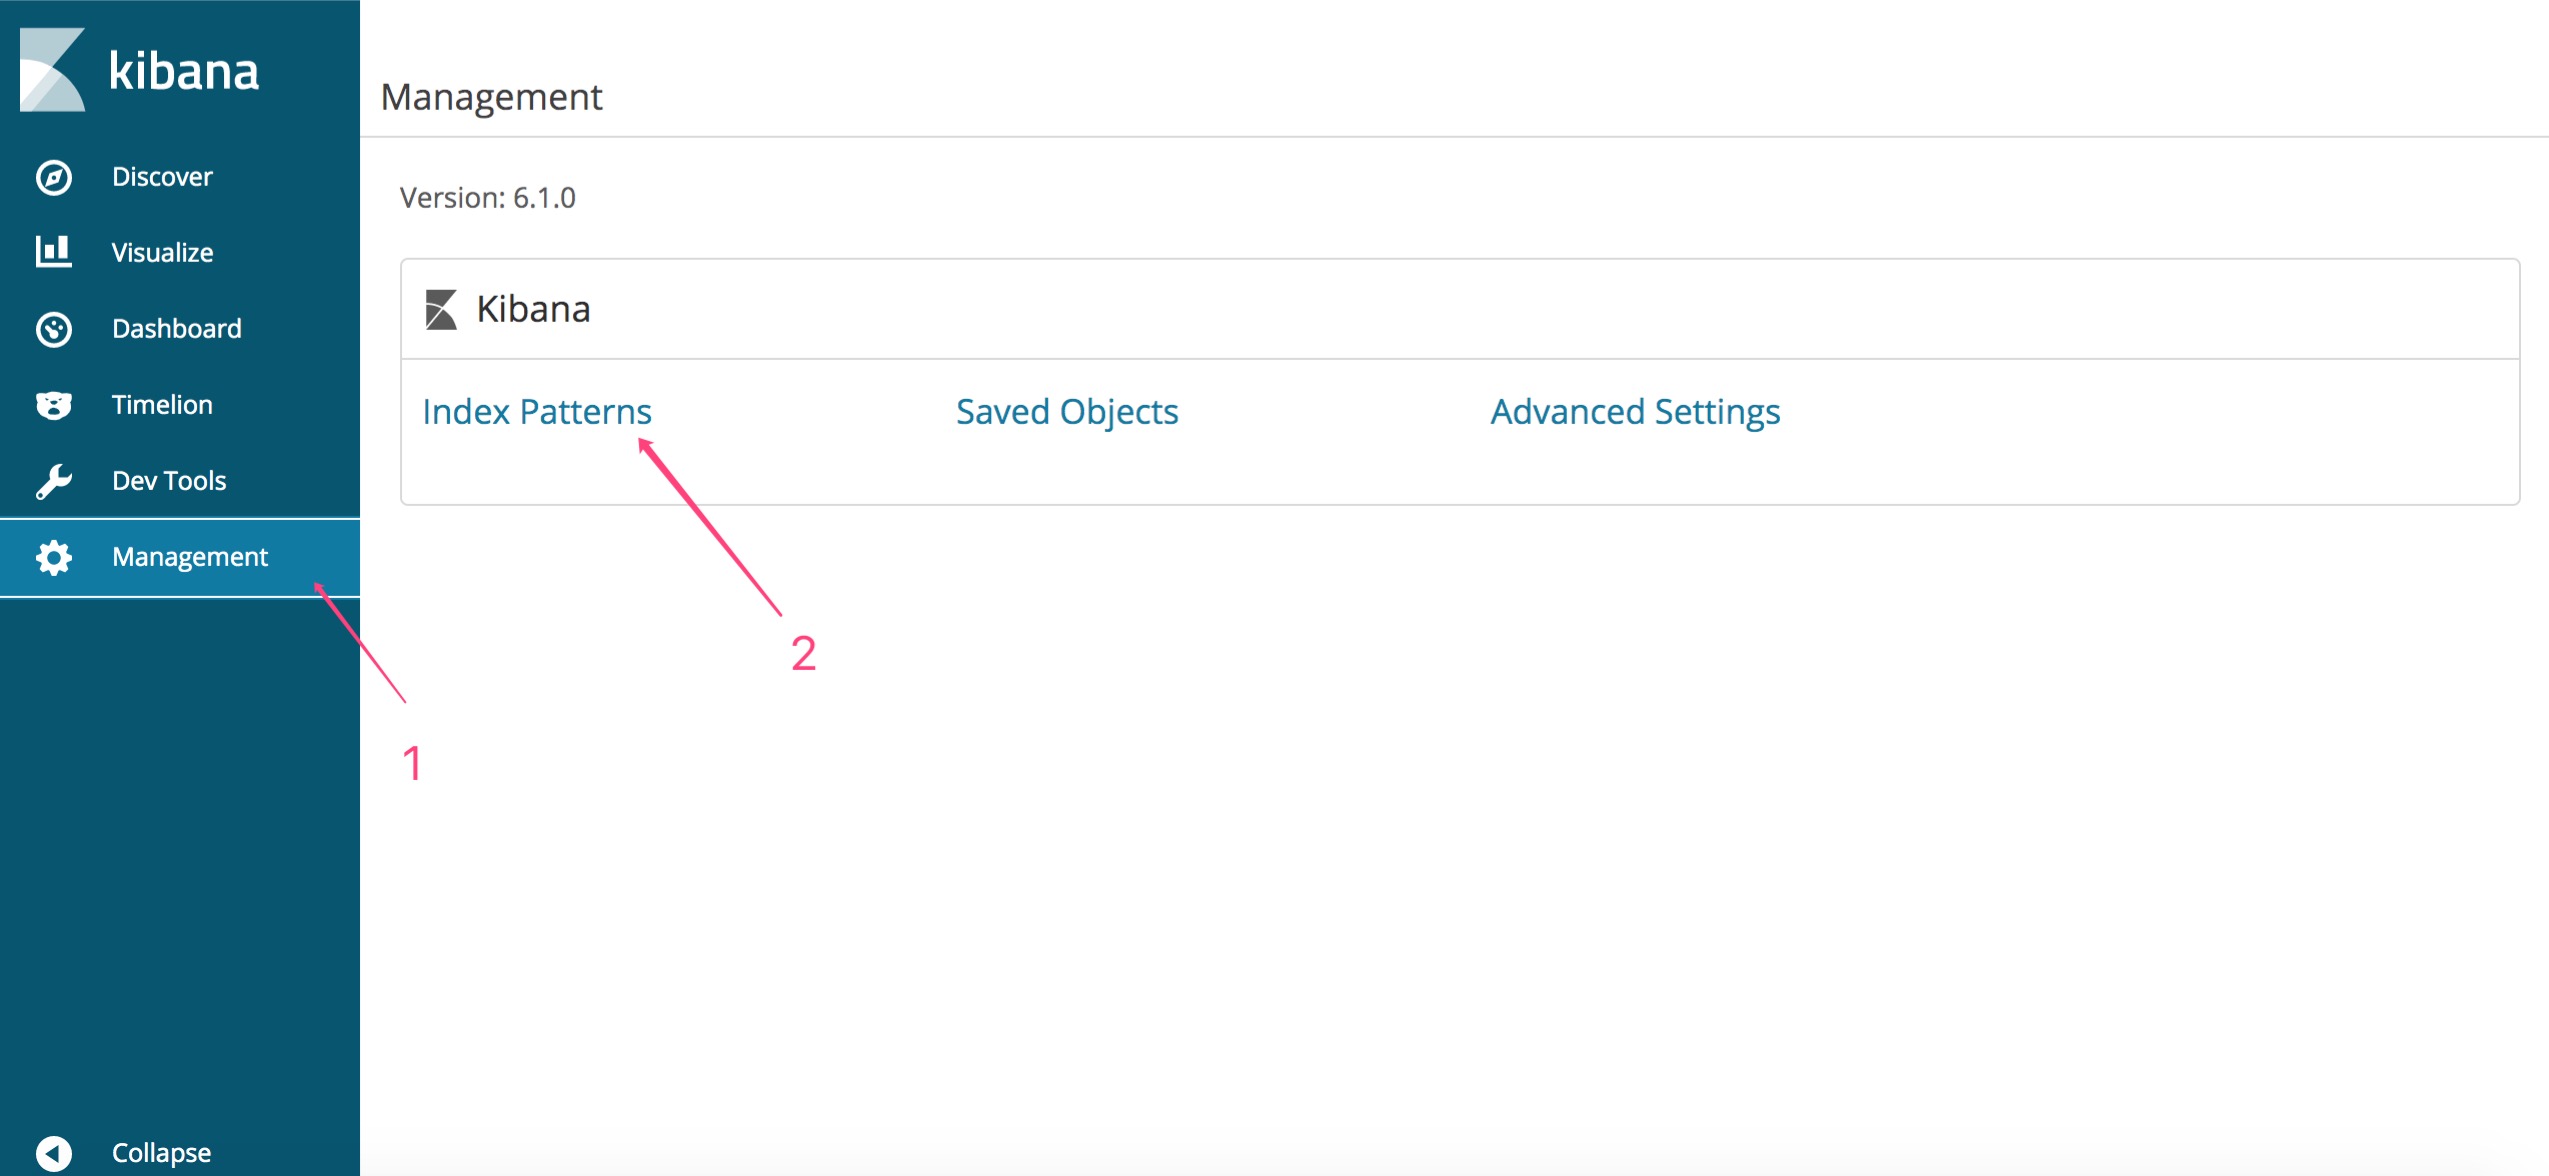 kibana
Discover
Visualize
Dashboard
Timelion
Dev Tools
Management
Collapse
Management
Version: 6.1.0
Kibana
Index Patterns Saved Objects Advanced Settings
2
1